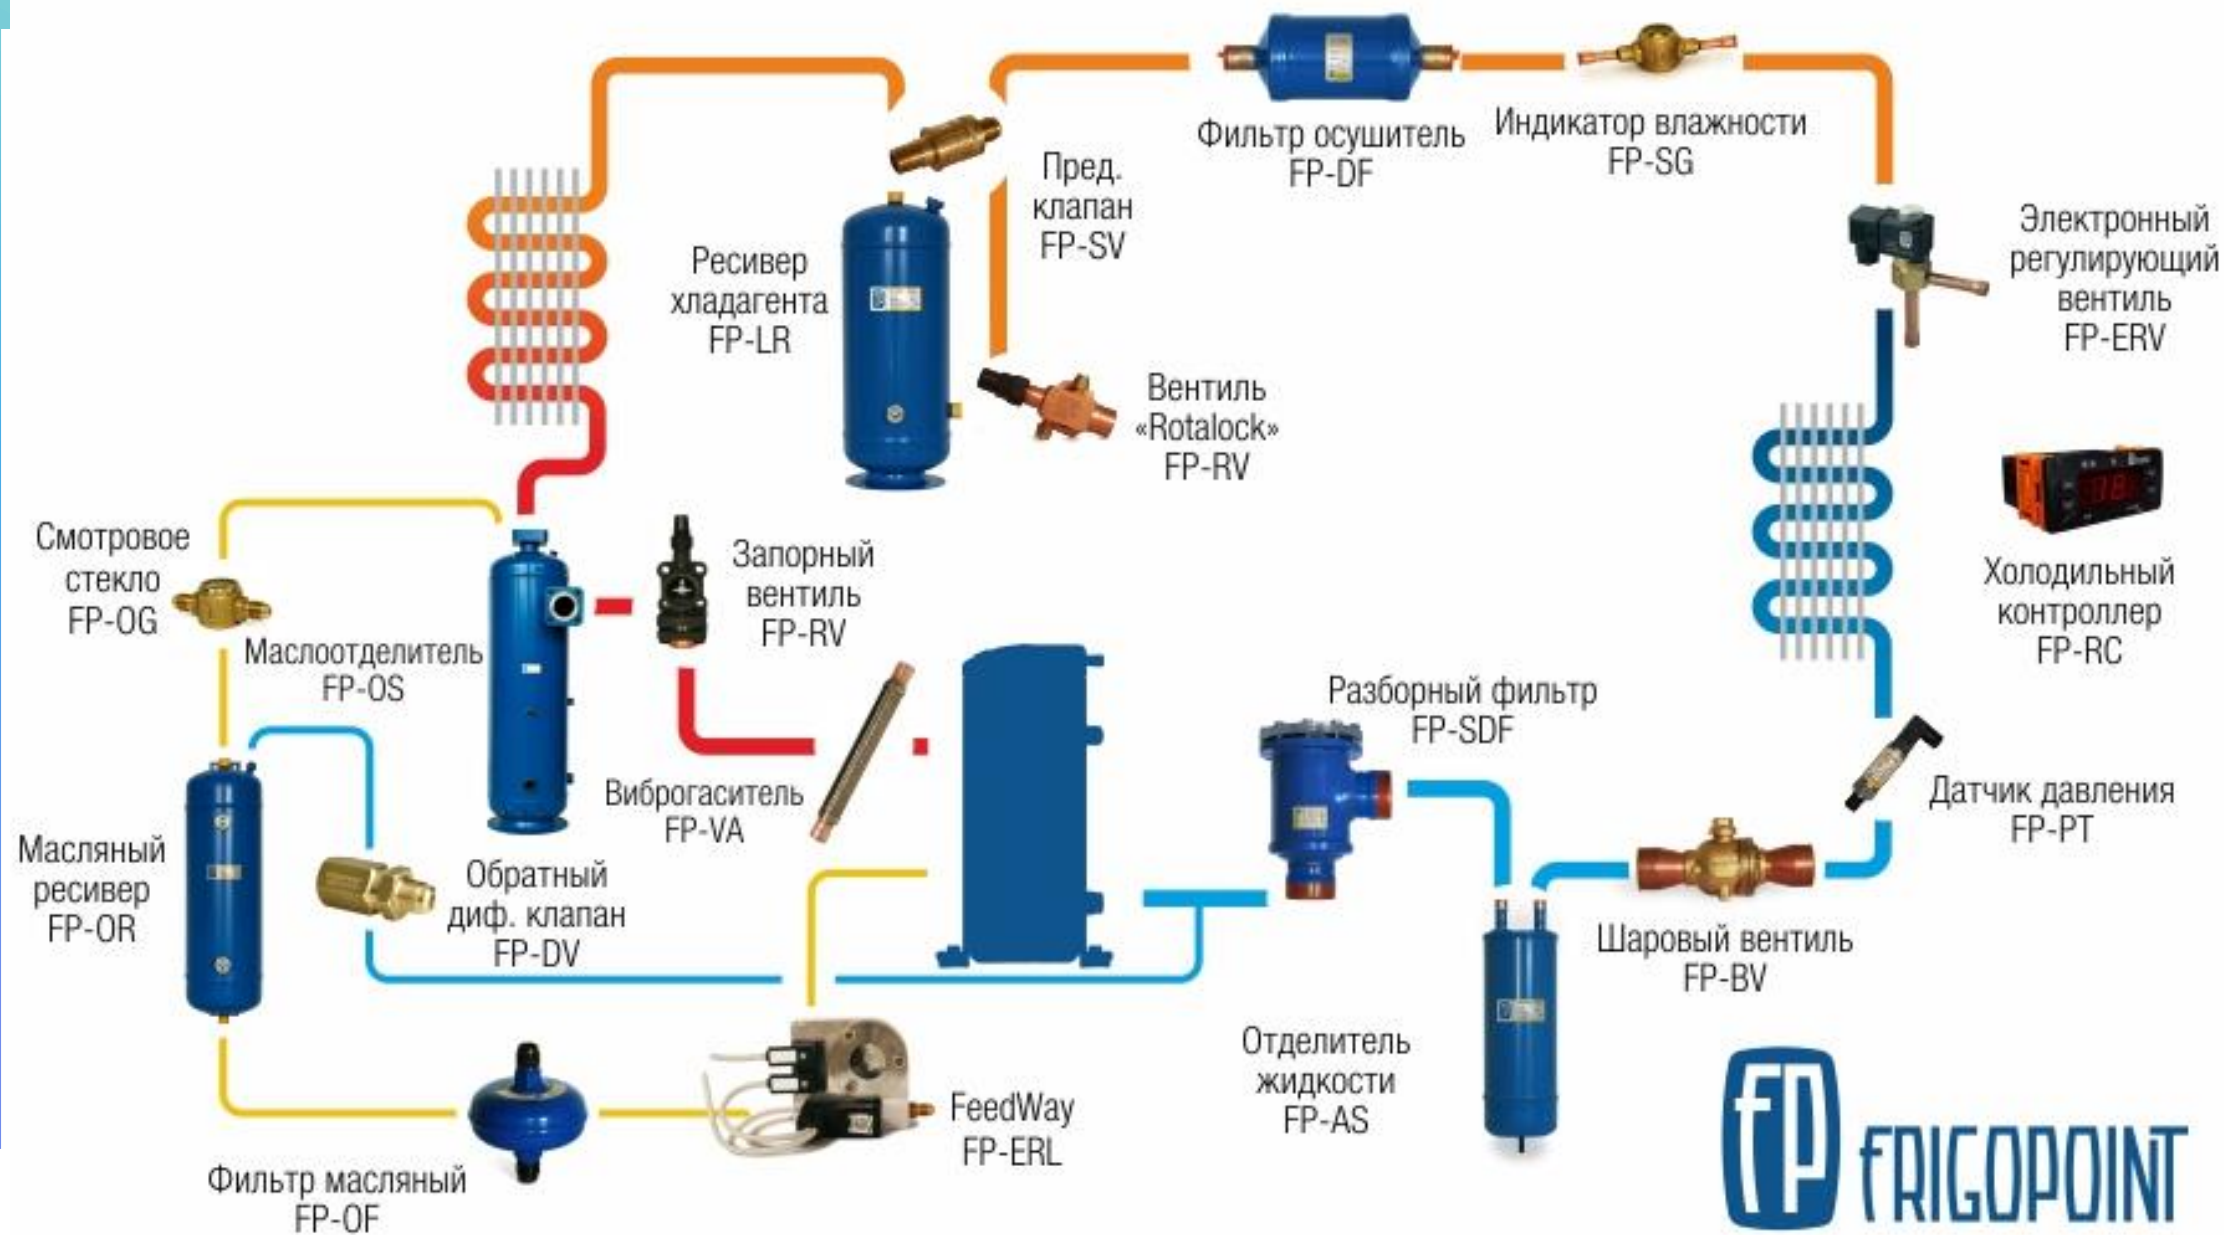 Фильтр осушитель
FP-DF
Индикатор влажности
FP-SG
Пред.
клапан
FP-SV
Электронный
регулирующий
вентиль
FP-ERV
Ресивер
хладагента
FP-LR
Вентиль
«Rotalock»
FP-RV
Смотровое
стекло
FP-OG
Запорный
вентиль
FP-RV
Холодильный
контроллер
FP-RC
Маслоотделитель
FP-OS
Разборный фильтр
FP-SDF
Виброгаситель
FP-VA
Датчик давления
FP-PT
Масляный
ресивер
FP-OR
Обратный
диф. клапан
FP-DV
Шаровый вентиль
FP-BV
Отделитель
жидкости
FP-AS
FeedWay
FP-ERL
Фильтр масляный
FP-OF
FP FRIGOPOINT